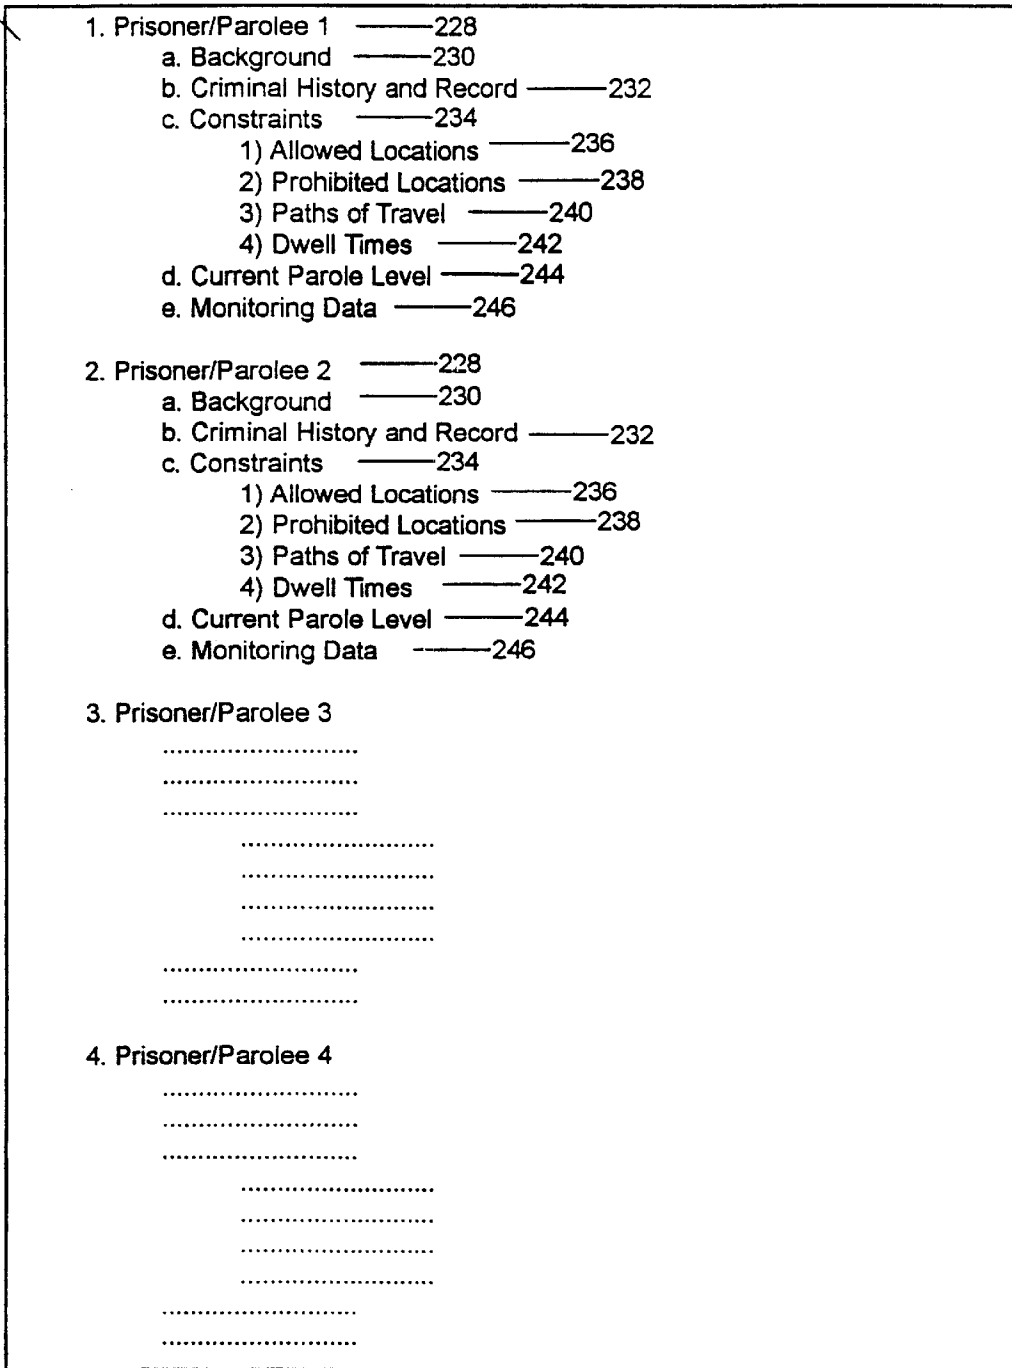 1. Prisoner/Parolee 1 ———228
a. Background ———230
b. Criminal History and Record ———232
c. Constraints ———234
1) Allowed Locations ———236
2) Prohibited Locations ———238
3) Paths of Travel ———240
4) Dwell Times ———242
d. Current Parole Level ———244
e. Monitoring Data ———246
2. Prisoner/Parolee 2 ———228
a. Background ———230
b. Criminal History and Record ———232
c. Constraints ———234
1) Allowed Locations ———236
2) Prohibited Locations ———238
3) Paths of Travel ———240
4) Dwell Times ———242
d. Current Parole Level ———244
e. Monitoring Data ———246
3. Prisoner/Parolee 3
...........................
...........................
...........................
...........................
...........................
...........................
...........................
...........................
...........................
4. Prisoner/Parolee 4
...........................
...........................
...........................
...........................
...........................
...........................
...........................
...........................
...........................